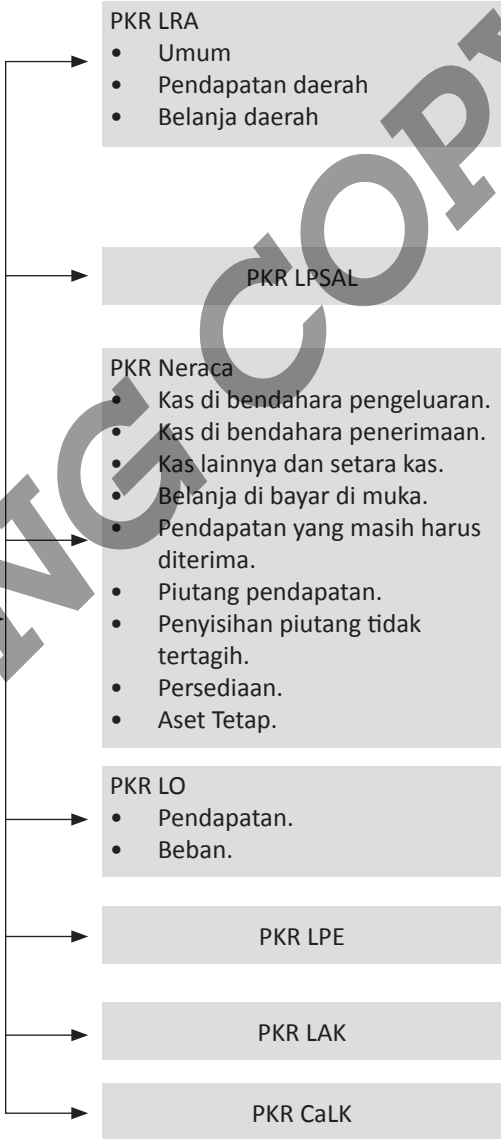 PKR LRA
• Umum
• Pendapatan daerah
• Belanja daerah
PKR LPSAL
PKR Neraca
• Kas di bendahara pengeluaran.
• Kas di bendahara penerimaan.
• Kas lainnya dan setara kas.
• Belanja di bayar di muka.
• Pendapatan yang masih harus
diterima.
• Piutang pendapatan.
• Penyisihan piutang tidak
tertagih.
• Persediaan.
• Aset Tetap.
PKR LO
• Pendapatan.
• Beban.
PKR LPE
PKR LAK
PKR CaLK